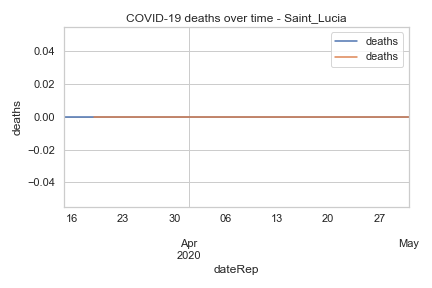 COVID-19 deaths over time - Saint_Lucia
deaths
deaths
deaths
0.04
0.02
0.00
−0.02
−0.04
16 23 30 06 13 20 27
Apr May
2020
dateRep